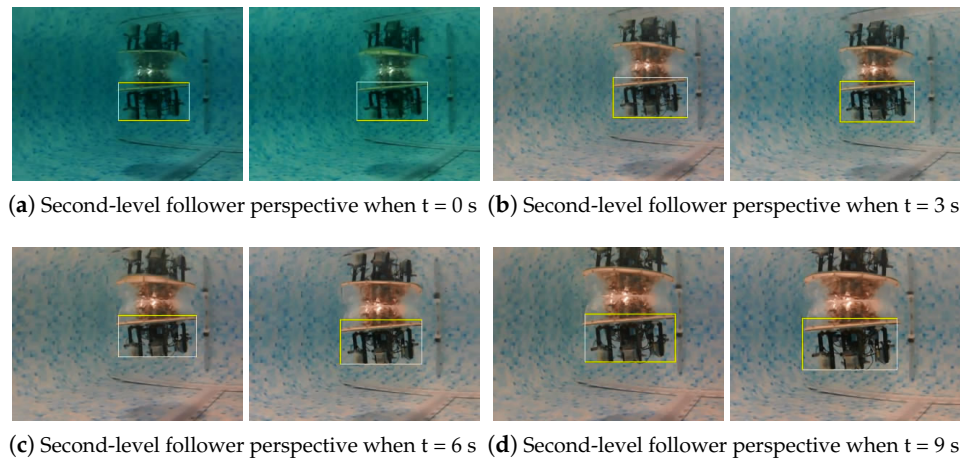 (a) Second-level follower perspective when t = 0 s (b) Second-level follower perspective when t = 3 s
(c) Second-level follower perspective when t = 6 s (d) Second-level follower perspective when t = 9 s